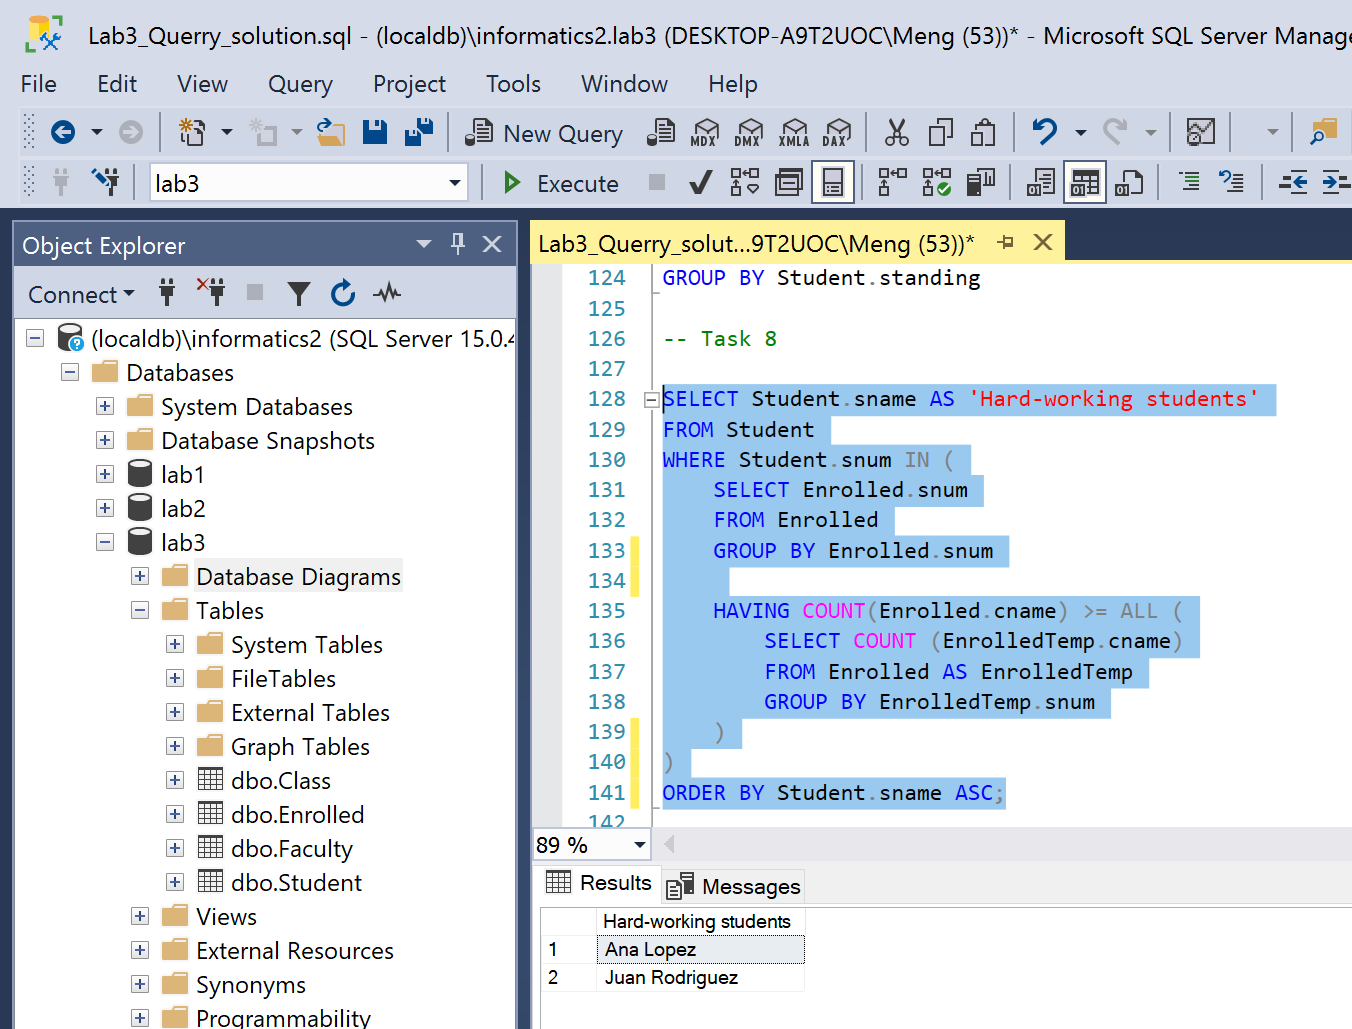 Lab3_Querry_solution.sql - (localdb)\informatics2.lab3 (DESKTOP-A9T2UOC\Meng (53))* - Microsoft SQL Server Manage
File Edit View Query Project Tools Window Help
New Query MDX DMX XMLA DAX
lab3 Execute
Object Explorer
Connect
(localdb)\informatics2 (SQL Server 15.0.4
Databases
System Databases
Database Snapshots
lab1
lab2
lab3
Database Diagrams
Tables
System Tables
FileTables
External Tables
Graph Tables
dbo.Class
dbo.Enrolled
dbo.Faculty
dbo.Student
Views
External Resources
Synonyms
Programmability
Lab3_Querry_solut...9T2UOC\Meng (53))*
124 GROUP BY Student.standing
125
126 -- Task 8
127
128 SELECT Student.sname AS 'Hard-working students'
129 FROM Student
130 WHERE Student.snum IN (
131 SELECT Enrolled.snum
132 FROM Enrolled
133 GROUP BY Enrolled.snum
134
135 HAVING COUNT(Enrolled.cname) >= ALL (
136 SELECT COUNT (EnrolledTemp.cname)
137 FROM Enrolled AS EnrolledTemp
138 GROUP BY EnrolledTemp.snum
139 )
140 )
141 ORDER BY Student.sname ASC;
142
89 %
Results Messages
Hard-working students
1 Ana Lopez
2 Juan Rodriguez